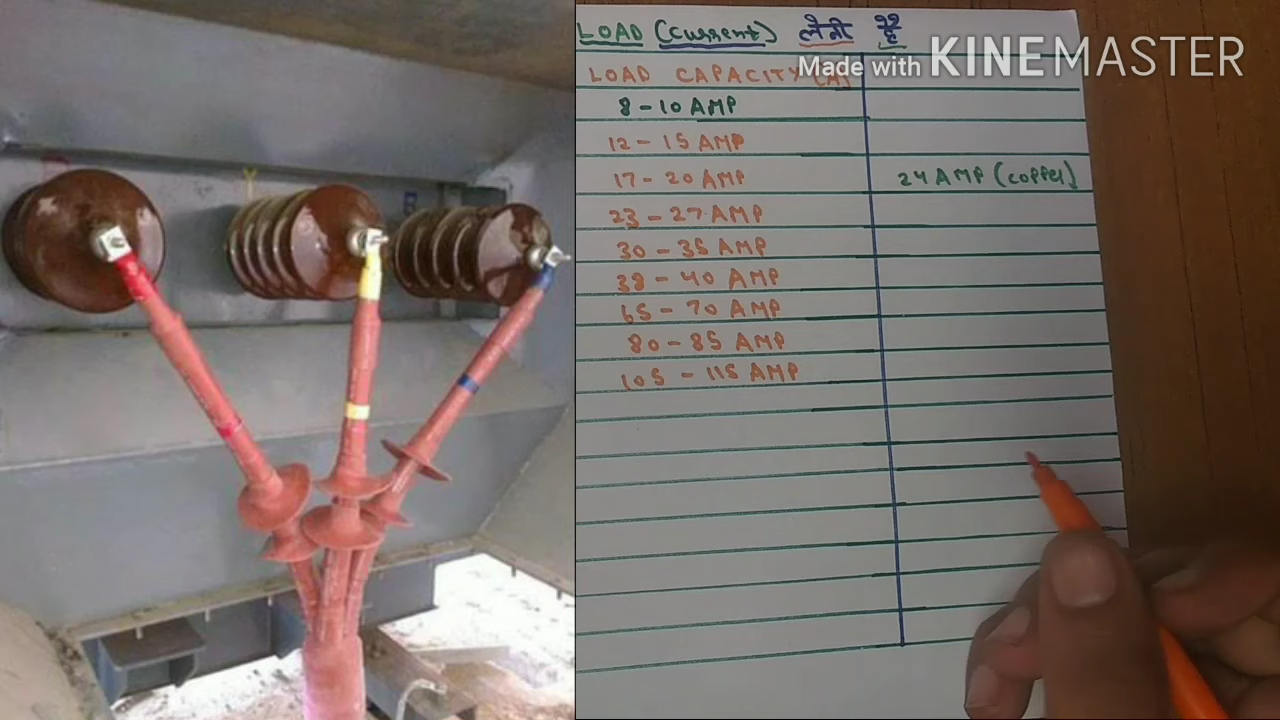 LOAD (current) लेती है
Made with KINEMASTER
LOAD CAPACITY (A)
8-10 AMP
12-15 AMP
17-20 AMP
24 AMP (copper)
23-27 AMP
30-35 AMP
38-40 AMP
65-70 AMP
80-85 AMP
105-115 AMP